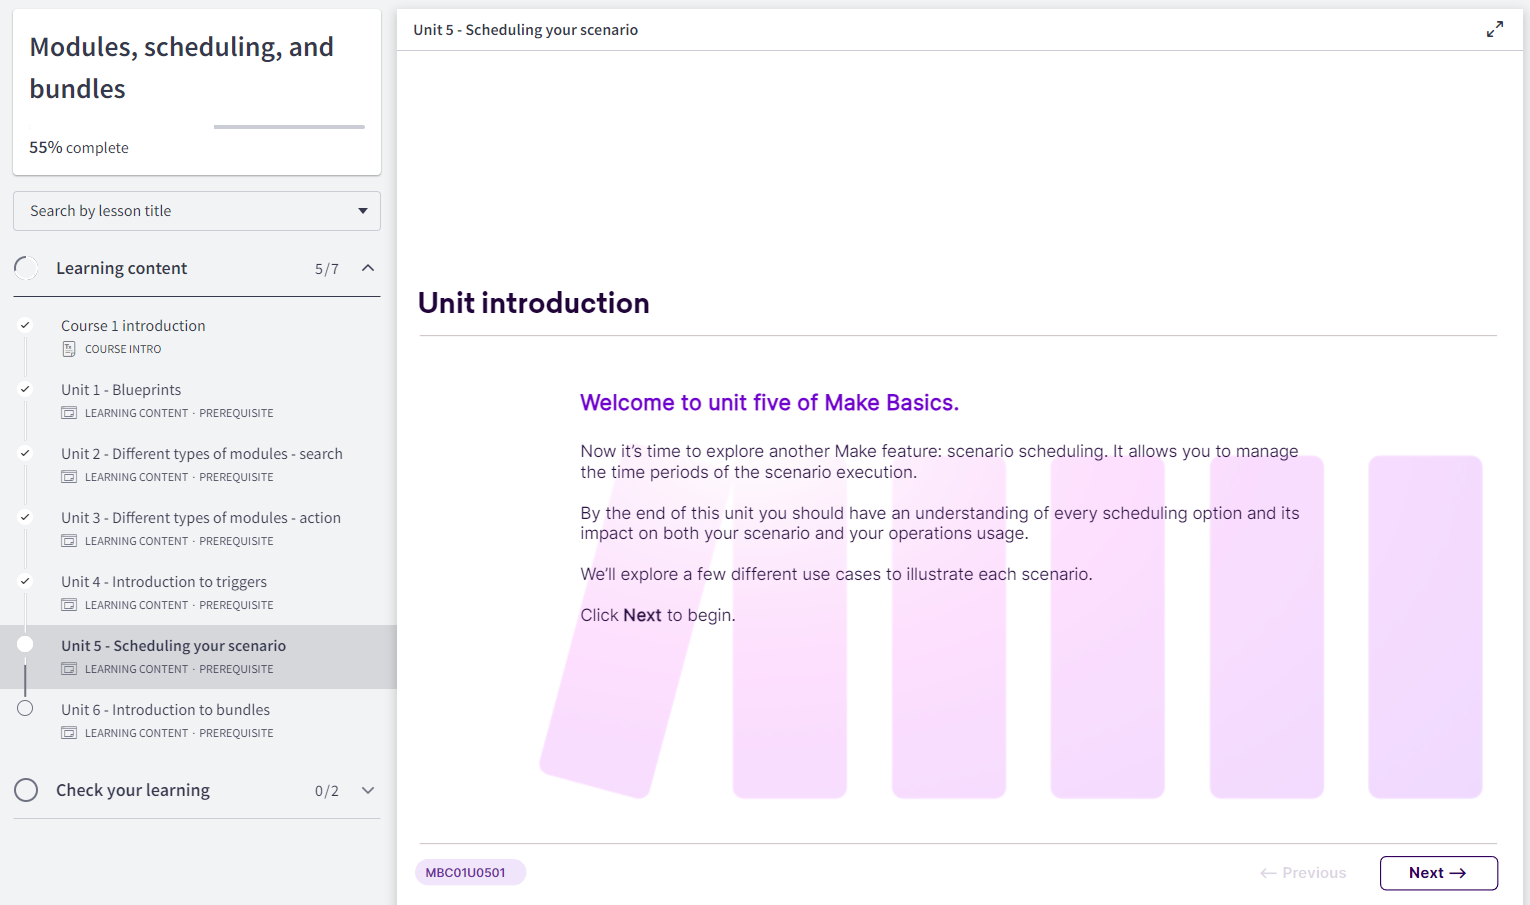 Modules, scheduling, and
bundles
55% complete
Search by lesson title
Learning content 5/7
Course 1 introduction
COURSE INTRO
Unit 1 - Blueprints
LEARNING CONTENT · PREREQUISITE
Unit 2 - Different types of modules - search
LEARNING CONTENT · PREREQUISITE
Unit 3 - Different types of modules - action
LEARNING CONTENT · PREREQUISITE
Unit 4 - Introduction to triggers
LEARNING CONTENT · PREREQUISITE
Unit 5 - Scheduling your scenario
LEARNING CONTENT · PREREQUISITE
Unit 6 - Introduction to bundles
LEARNING CONTENT · PREREQUISITE
Check your learning 0/2
Unit 5 - Scheduling your scenario
Unit introduction
Welcome to unit five of Make Basics.
Now it’s time to explore another Make feature: scenario scheduling. It allows you to manage
the time periods of the scenario execution.
By the end of this unit you should have an understanding of every scheduling option and its
impact on both your scenario and your operations usage.
We’ll explore a few different use cases to illustrate each scenario.
Click Next to begin.
MBC01U0501
← Previous
Next →